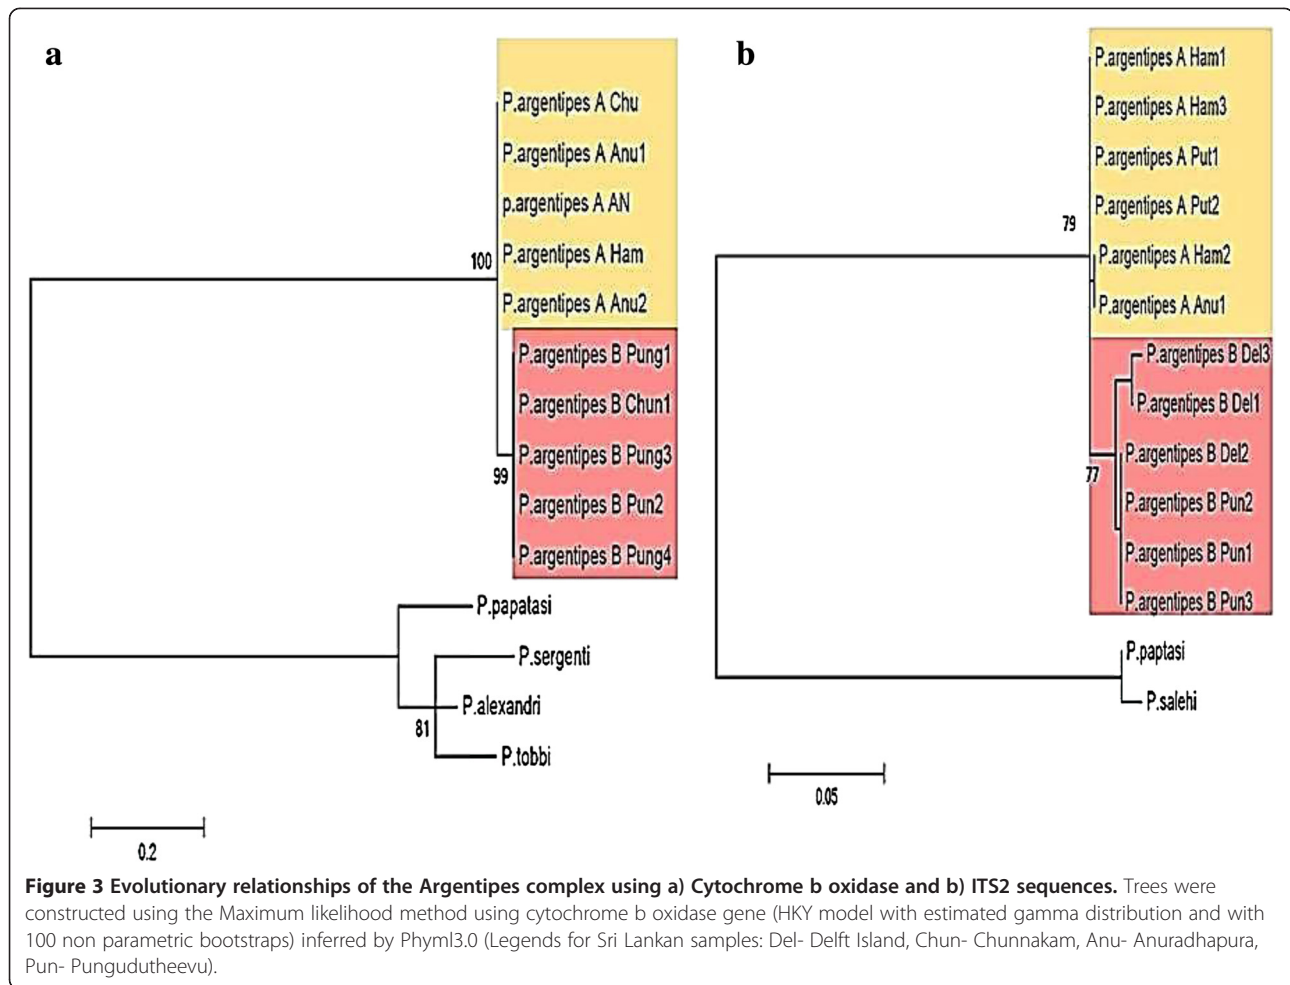 a
P.argentipes A Chu
P.argentipes A Anu1
p.argentipes A AN
P.argentipes A Ham
P.argentipes A Anu2
100
P.argentipes B Pung1
P.argentipes B Chun1
P.argentipes B Pung3
P.argentipes B Pun2
P.argentipes B Pung4
99
P.papatasi
P.sergenti
P.alexandri
P.tobbi
81
0.2
b
P.argentipes A Ham1
P.argentipes A Ham3
P.argentipes A Put1
P.argentipes A Put2
P.argentipes A Ham2
P.argentipes A Anu1
79
P.argentipes B Del3
P.argentipes B Del1
P.argentipes B Del2
P.argentipes B Pun2
P.argentipes B Pun1
P.argentipes B Pun3
77
P.paptasi
P.salehi
0.05
Figure 3 Evolutionary relationships of the Argentipes complex using a) Cytochrome b oxidase and b) ITS2 sequences. Trees were
constructed using the Maximum likelihood method using cytochrome b oxidase gene (HKY model with estimated gamma distribution and with
100 non parametric bootstraps) inferred by Phyml3.0 (Legends for Sri Lankan samples: Del- Delft Island, Chun- Chunnakam, Anu- Anuradhapura,
Pun- Pungudutheevu).